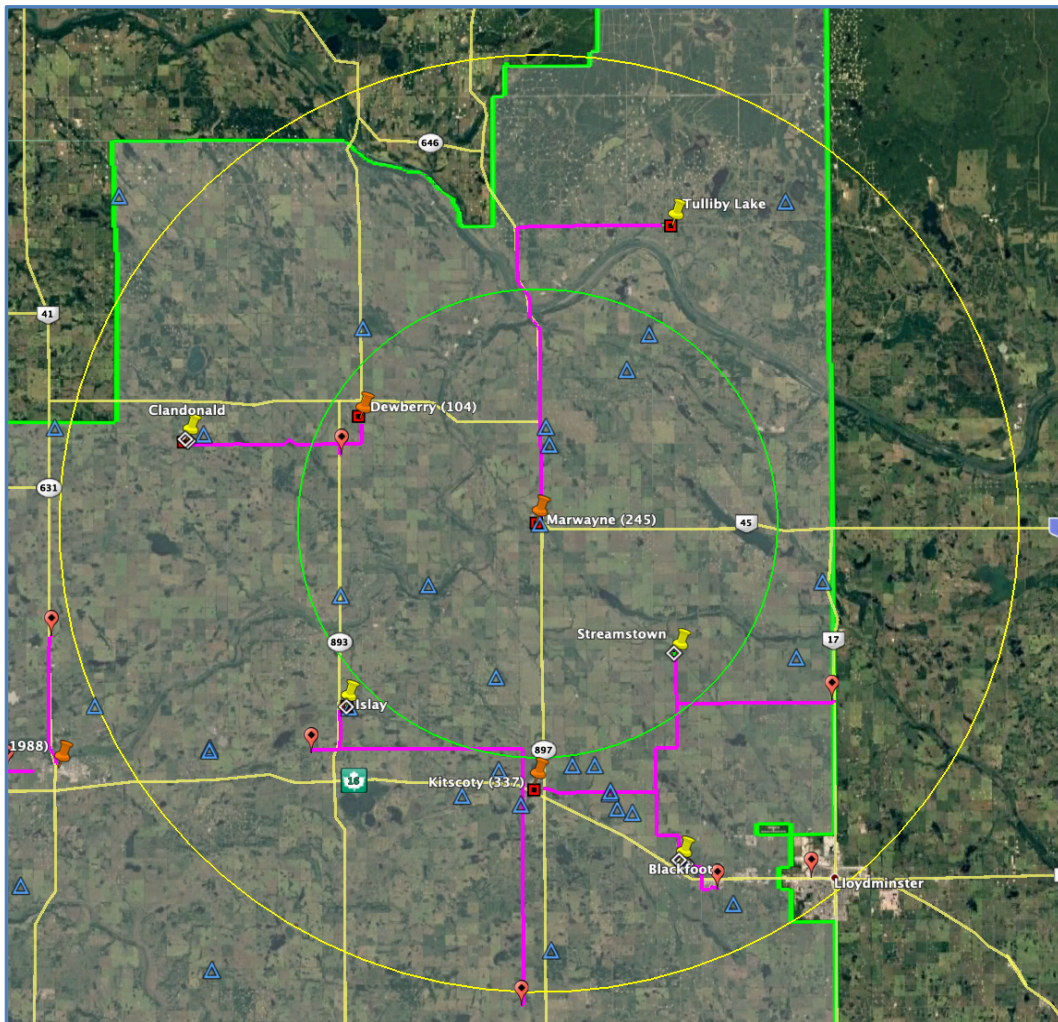 646
Tulliby Lake
41
Clandonald
Dewberry (104)
631
Marwayne (245)
45
Streamstown
893
17
Islay
1988)
897
16
Kitscoty (337)
Blackfoot
Lloydminster